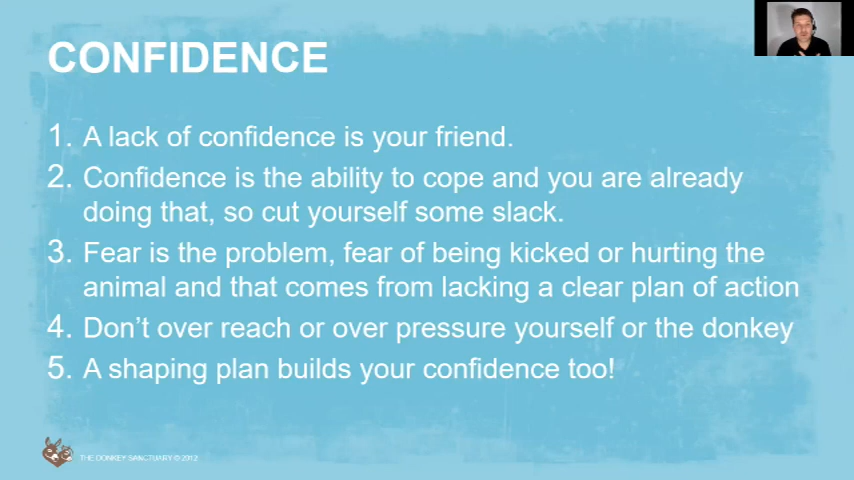 CONFIDENCE
1. A lack of confidence is your friend.
2. Confidence is the ability to cope and you are already
doing that, so cut yourself some slack.
3. Fear is the problem, fear of being kicked or hurting the
animal and that comes from lacking a clear plan of action
4. Don’t over reach or over pressure yourself or the donkey
5. A shaping plan builds your confidence too!
THE DONKEY SANCTUARY © 2012